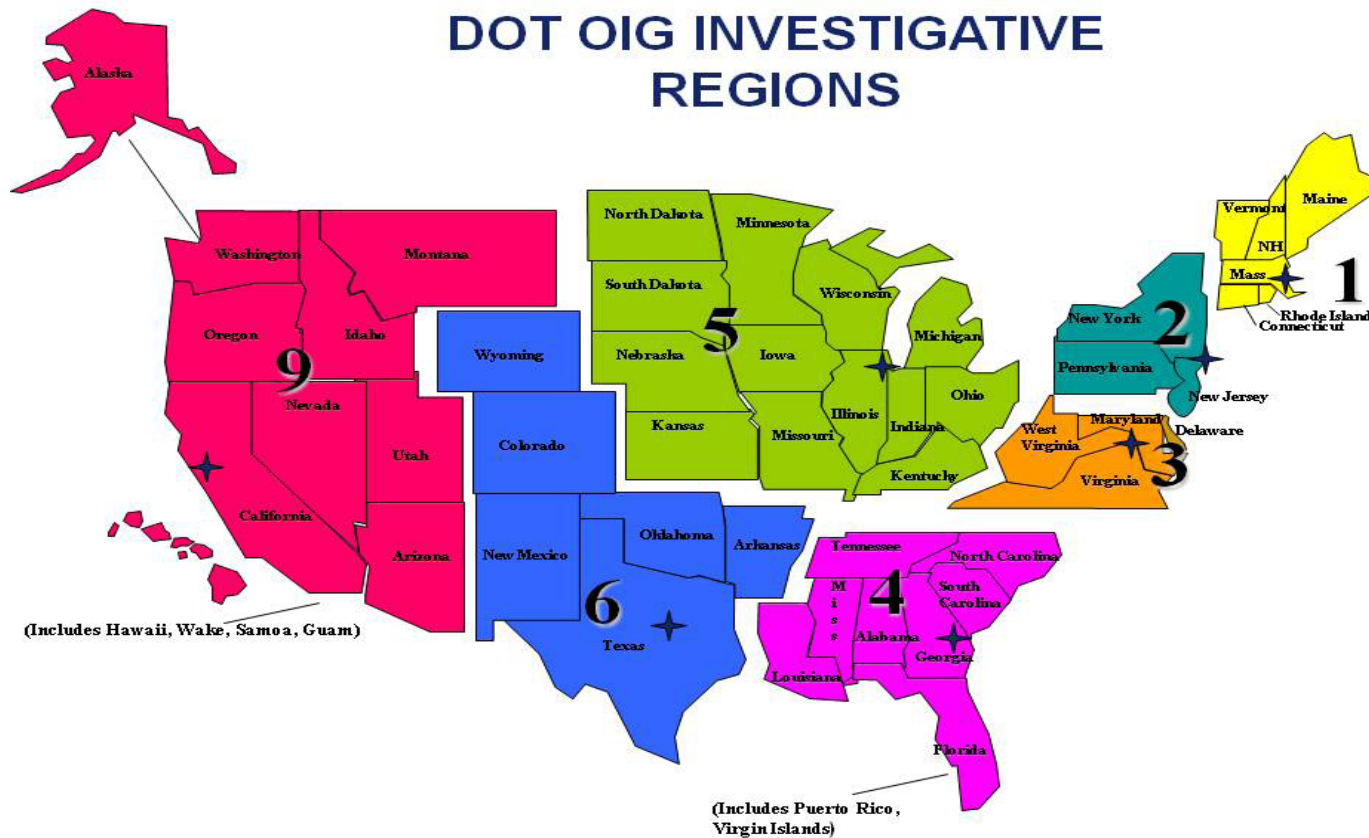 DOT OIG INVESTIGATIVE
REGIONS
Alaska
Washington
Montana
Oregon
Idaho
9
Nevada
Utah
California
Arizona
(Includes Hawaii, Wake, Samoa, Guam)
Wyoming
Colorado
New Mexico
Oklahoma
Arkansas
6
Texas
North Dakota
Minnesota
South Dakota
Wisconsin
5
Michigan
Nebraska
Iowa
Ohio
Illinois
Indiana
Kansas
Missouri
Kentucky
Maine
Vermont
NH
Mass
1
Rhode Island
Connecticut
2
New York
Pennsylvania
New Jersey
Maryland
West
Virginia
Delaware
3
Virginia
Tennessee
North Carolina
M
i
s
s
4
South
Carolina
Alabama
Georgia
Louisiana
Florida
(Includes Puerto Rico,
Virgin Islands)